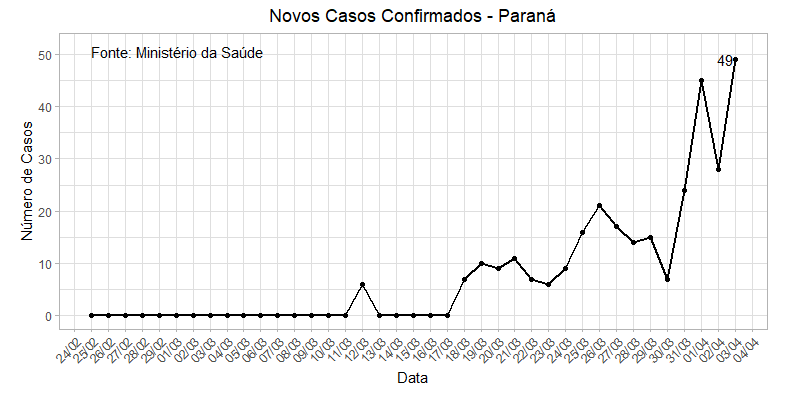 Novos Casos Confirmados - Paraná
Fonte: Ministério da Saúde
49
50
40
30
20
10
0
Número de Casos
24/02 25/02 26/02 27/02 28/02 29/02 01/03 02/03 03/03 04/03 05/03 06/03 07/03 08/03 09/03 10/03 11/03 12/03 13/03 14/03 15/03 16/03 17/03 18/03 19/03 20/03 21/03 22/03 23/03 24/03 25/03 26/03 27/03 28/03 29/03 30/03 31/03 01/04 02/04 03/04 04/04
Data